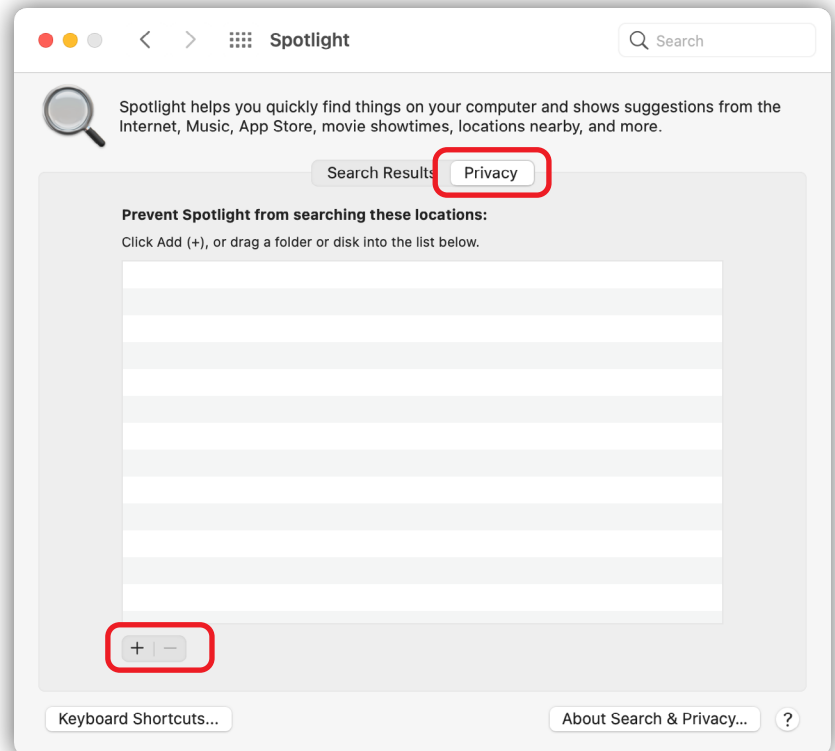 Spotlight
Search
Spotlight helps you quickly find things on your computer and shows suggestions from the
Internet, Music, App Store, movie showtimes, locations nearby, and more.
Search Results
Privacy
Prevent Spotlight from searching these locations:
Click Add (+), or drag a folder or disk into the list below.
+ −
Keyboard Shortcuts...
About Search & Privacy...
?